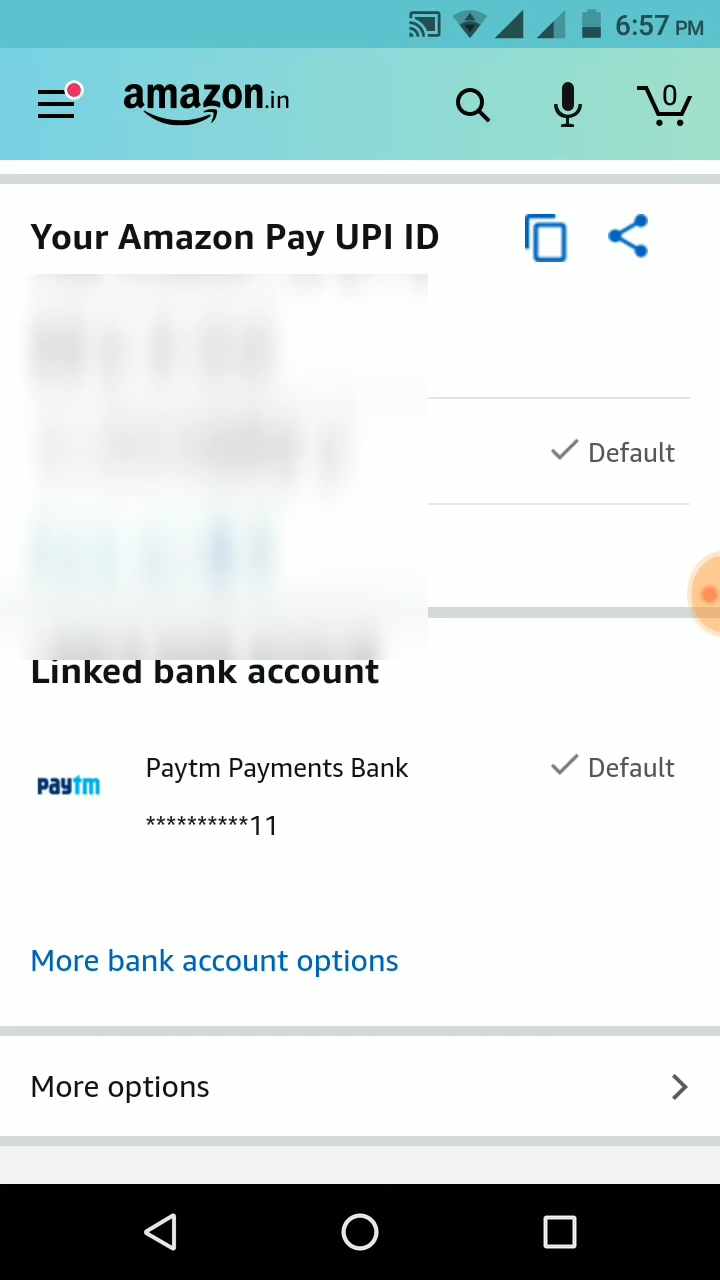 6:57 PM
amazon.in
0
Your Amazon Pay UPI ID
Default
Linked bank account
paytm
Paytm Payments Bank
Default
**********11
More bank account options
More options